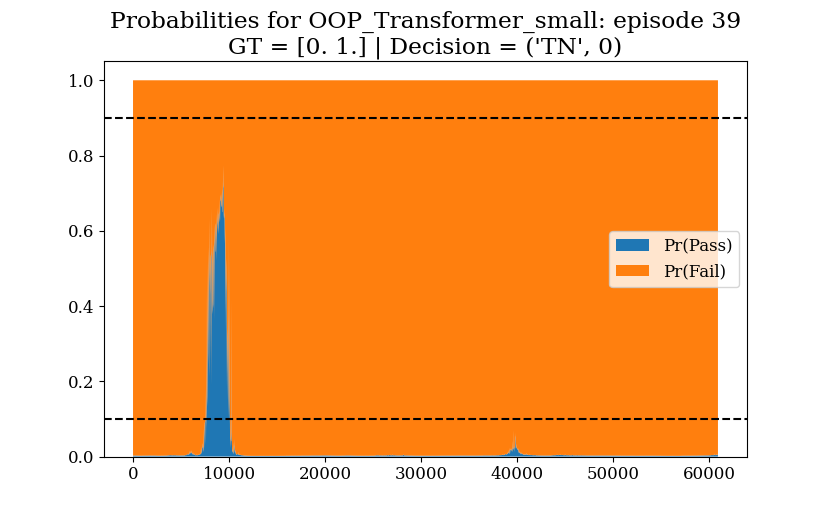 Probabilities for OOP_Transformer_small: episode 39
GT = [0. 1.] | Decision = ('TN', 0)
1.0
0.8
0.6
0.4
0.2
0.0
Pr(Pass)
Pr(Fail)
0 10000 20000 30000 40000 50000 60000